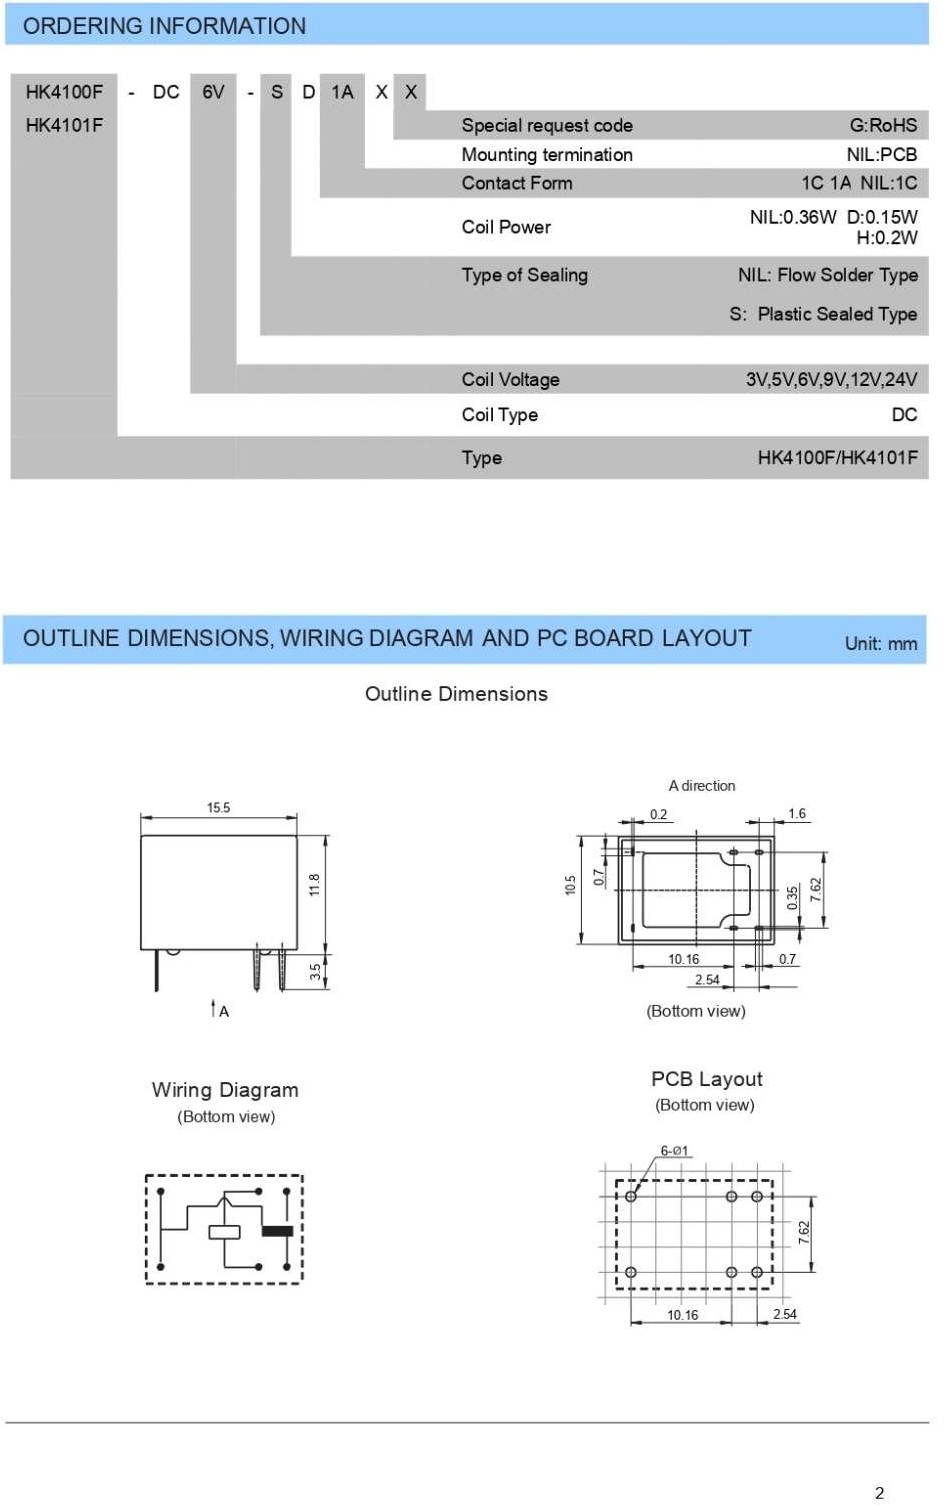 ORDERING INFORMATION
HK4100F - DC 6V - S D 1A X X
HK4101F
Special request code G:RoHS
Mounting termination NIL:PCB
Contact Form 1C 1A NIL:1C
Coil Power NIL:0.36W D:0.15W
H:0.2W
Type of Sealing NIL: Flow Solder Type
S: Plastic Sealed Type
Coil Voltage 3V,5V,6V,9V,12V,24V
Coil Type DC
Type HK4100F/HK4101F
OUTLINE DIMENSIONS, WIRING DIAGRAM AND PC BOARD LAYOUT Unit: mm
Outline Dimensions
15.5
11.8
3.5
A
A direction
0.2
1.6
10.5
0.7
0.35
7.62
10.16
0.7
2.54
(Bottom view)
Wiring Diagram
(Bottom view)
PCB Layout
(Bottom view)
6-Ø1
7.62
10.16
2.54
2